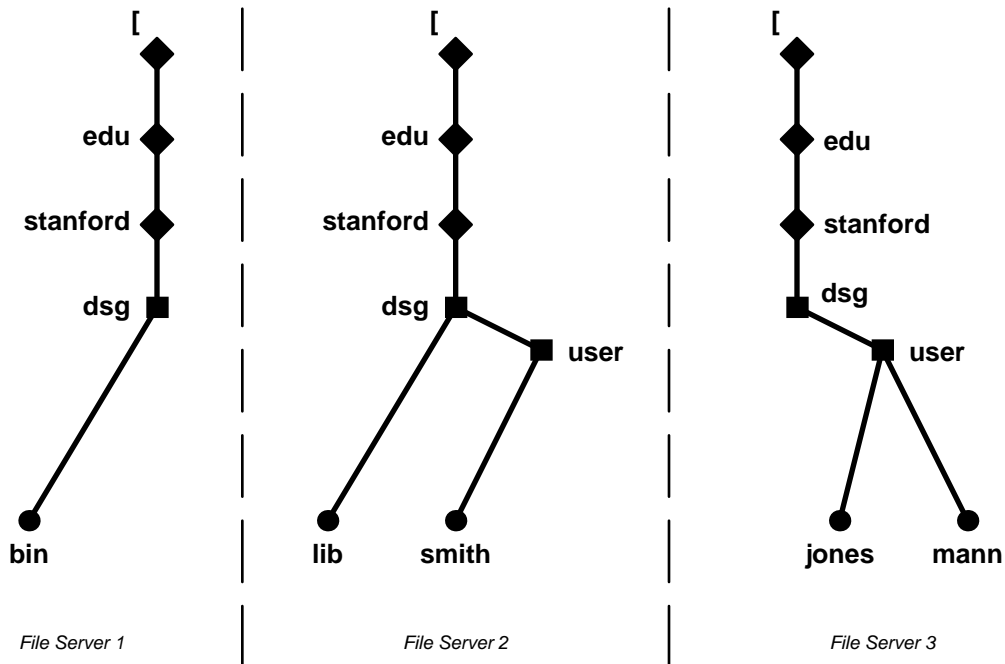 [
edu
stanford
dsg
bin
File Server 1
[
edu
stanford
dsg
user
lib
smith
File Server 2
[
edu
stanford
dsg
user
jones
mann
File Server 3